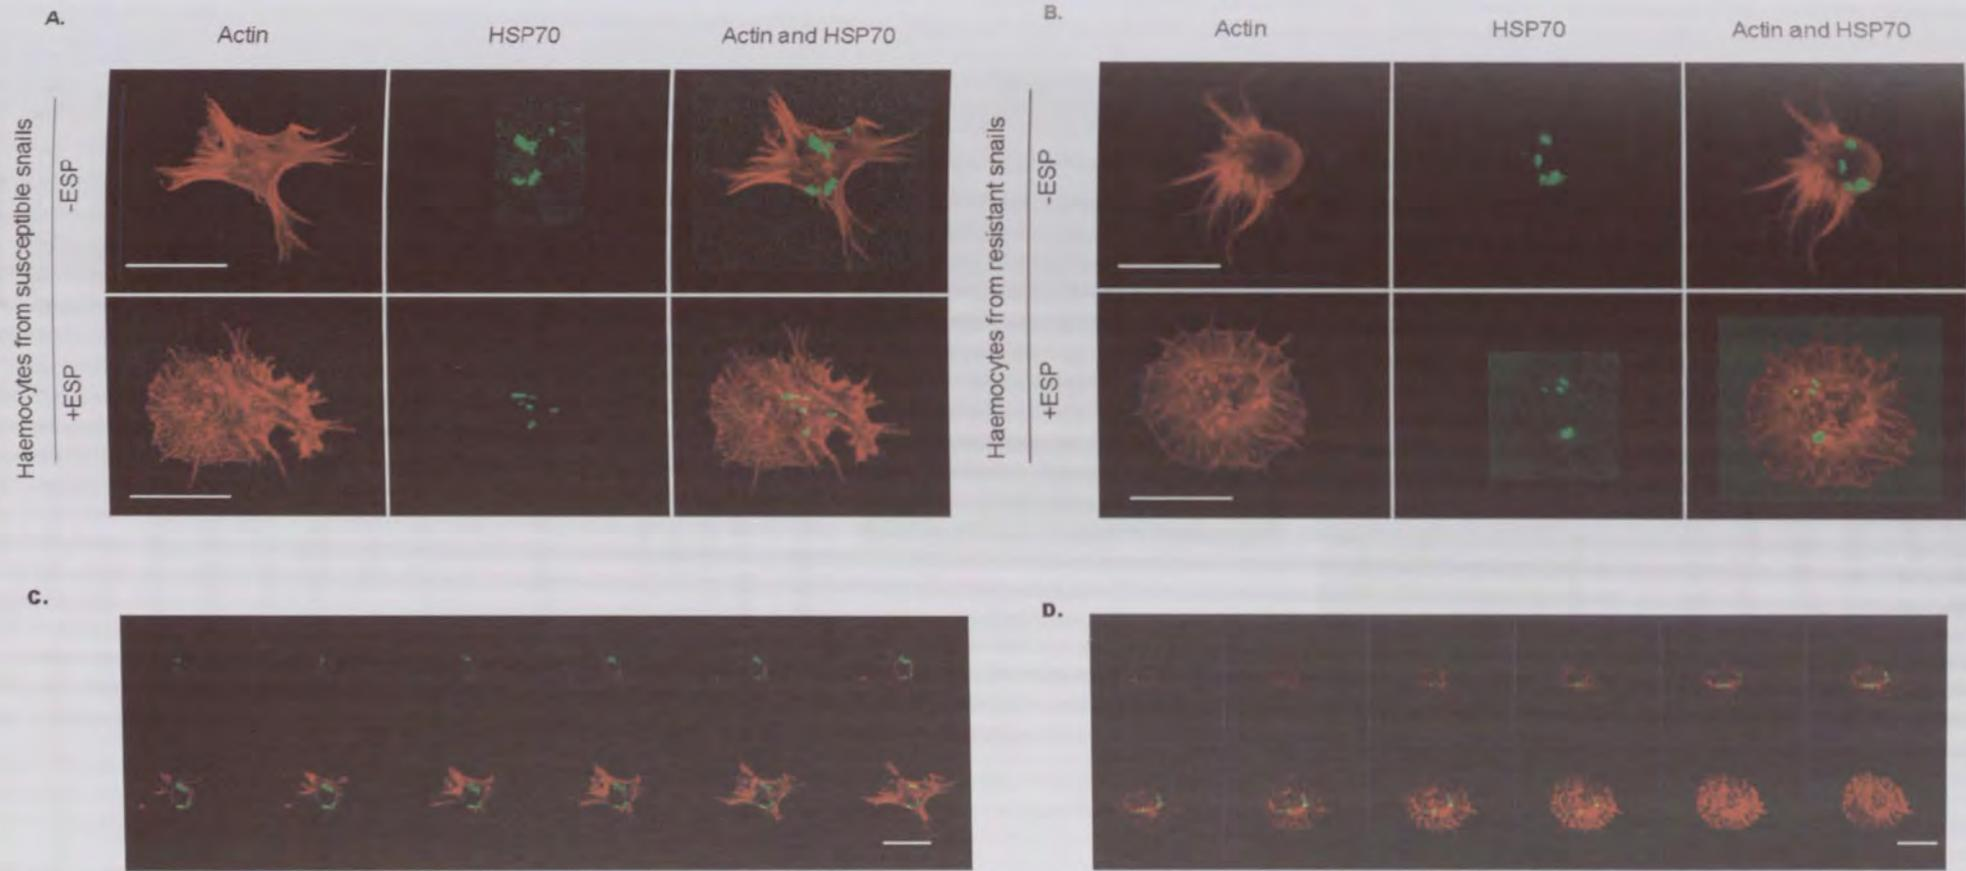 A.
Actin HSP70 Actin and HSP70
Haemocytes from susceptible snails
-ESP
+ESP
B.
Actin HSP70 Actin and HSP70
Haemocytes from resistant snails
-ESP
+ESP
C.
D.